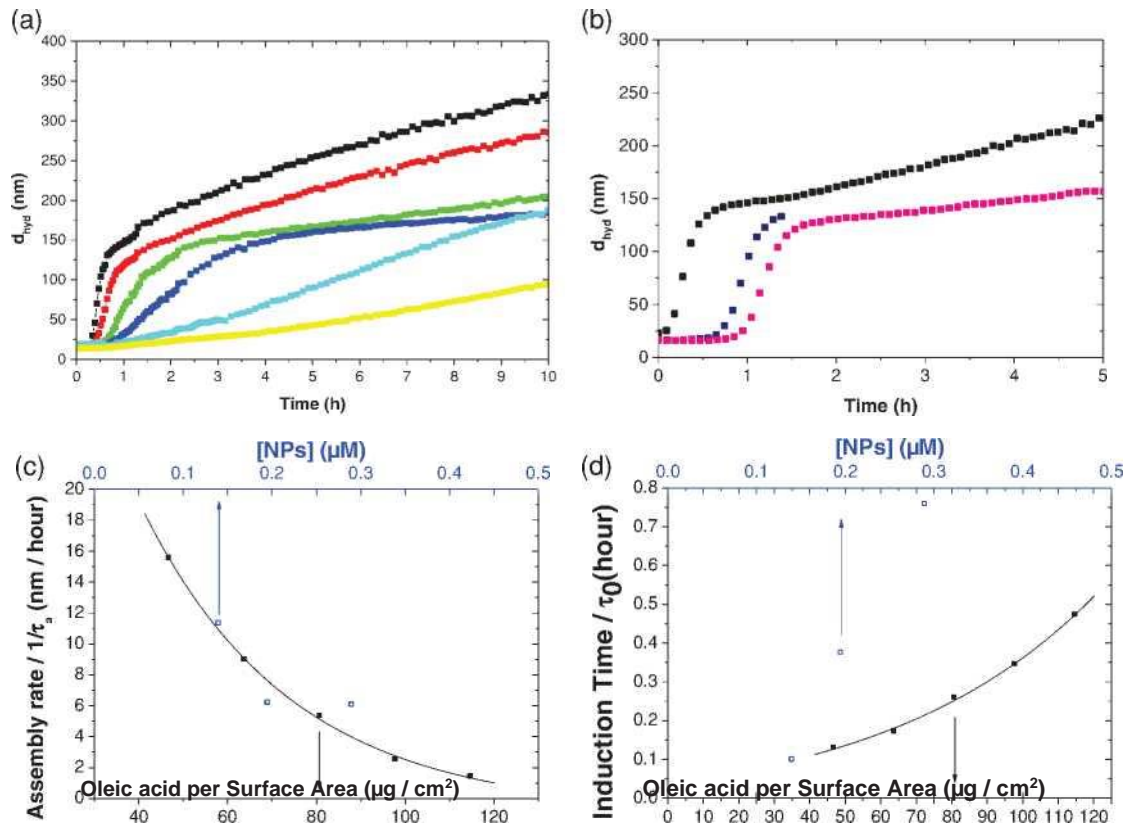 (a)
400
350
300
250
200
150
100
50
0
d_hyd (nm)
0 1 2 3 4 5 6 7 8 9 10
Time (h)
(b)
300
250
200
150
100
50
0
d_hyd (nm)
0 1 2 3 4 5
Time (h)
(c)
[NPs] (µM)
0.0 0.1 0.2 0.3 0.4 0.5
20
18
16
14
12
10
8
6
4
2
0
Assembly rate / 1/τ_a (nm / hour)
Oleic acid per Surface Area (µg / cm²)
40 60 80 100 120
(d)
[NPs] (µM)
0.0 0.1 0.2 0.3 0.4 0.5
0.8
0.7
0.6
0.5
0.4
0.3
0.2
0.1
0.0
Induction Time / τ0(hour)
Oleic acid per Surface Area (µg / cm²)
0 10 20 30 40 50 60 70 80 90 100 110 120